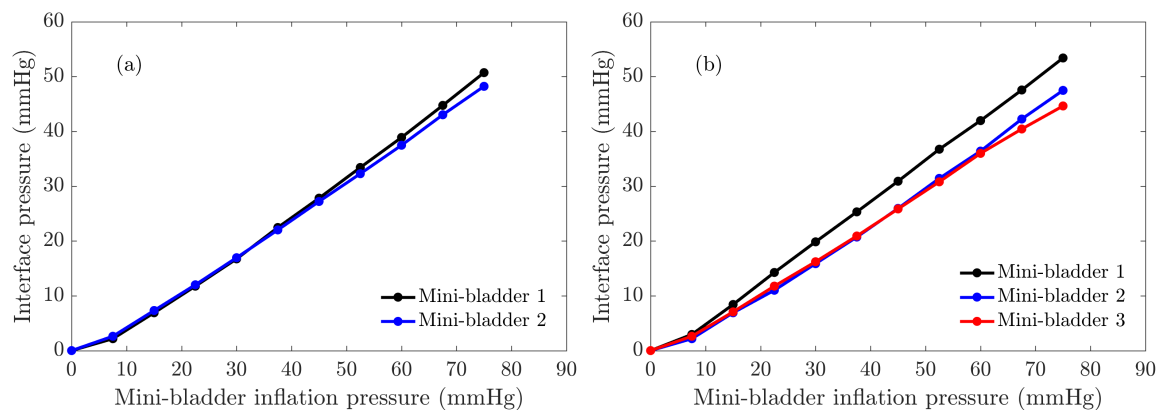 (a)
60
50
40
30
20
10
0
Interface pressure (mmHg)
Mini-bladder 1
Mini-bladder 2
0 10 20 30 40 50 60 70 80 90
Mini-bladder inflation pressure (mmHg)
(b)
60
50
40
30
20
10
0
Interface pressure (mmHg)
Mini-bladder 1
Mini-bladder 2
Mini-bladder 3
0 10 20 30 40 50 60 70 80 90
Mini-bladder inflation pressure (mmHg)